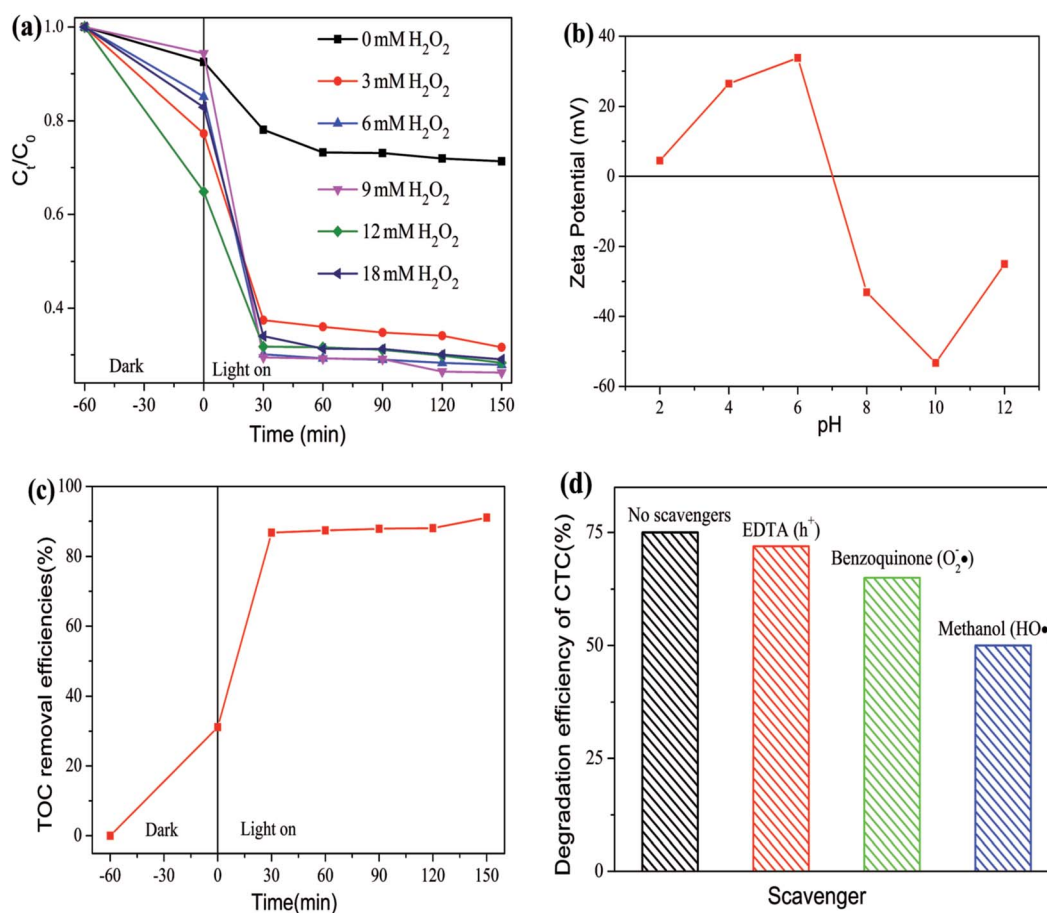 (a)
1.0
0.8
0.6
0.4
Cₜ/C₀
0 mM H₂O₂
3 mM H₂O₂
6 mM H₂O₂
9 mM H₂O₂
12 mM H₂O₂
18 mM H₂O₂
Dark
Light on
-60 -30 0 30 60 90 120 150
Time (min)
(b)
40
20
0
-20
-40
-60
Zeta Potential (mV)
2 4 6 8 10 12
pH
(c)
100
80
60
40
20
0
TOC removal efficiencies(%)
Dark
Light on
-60 -30 0 30 60 90 120 150
Time(min)
(d)
75
50
25
0
Degradation efficiency of CTC(%)
No scavengers
EDTA (h⁺)
Benzoquinone (O₂⁻•)
Methanol (HO•
Scavenger